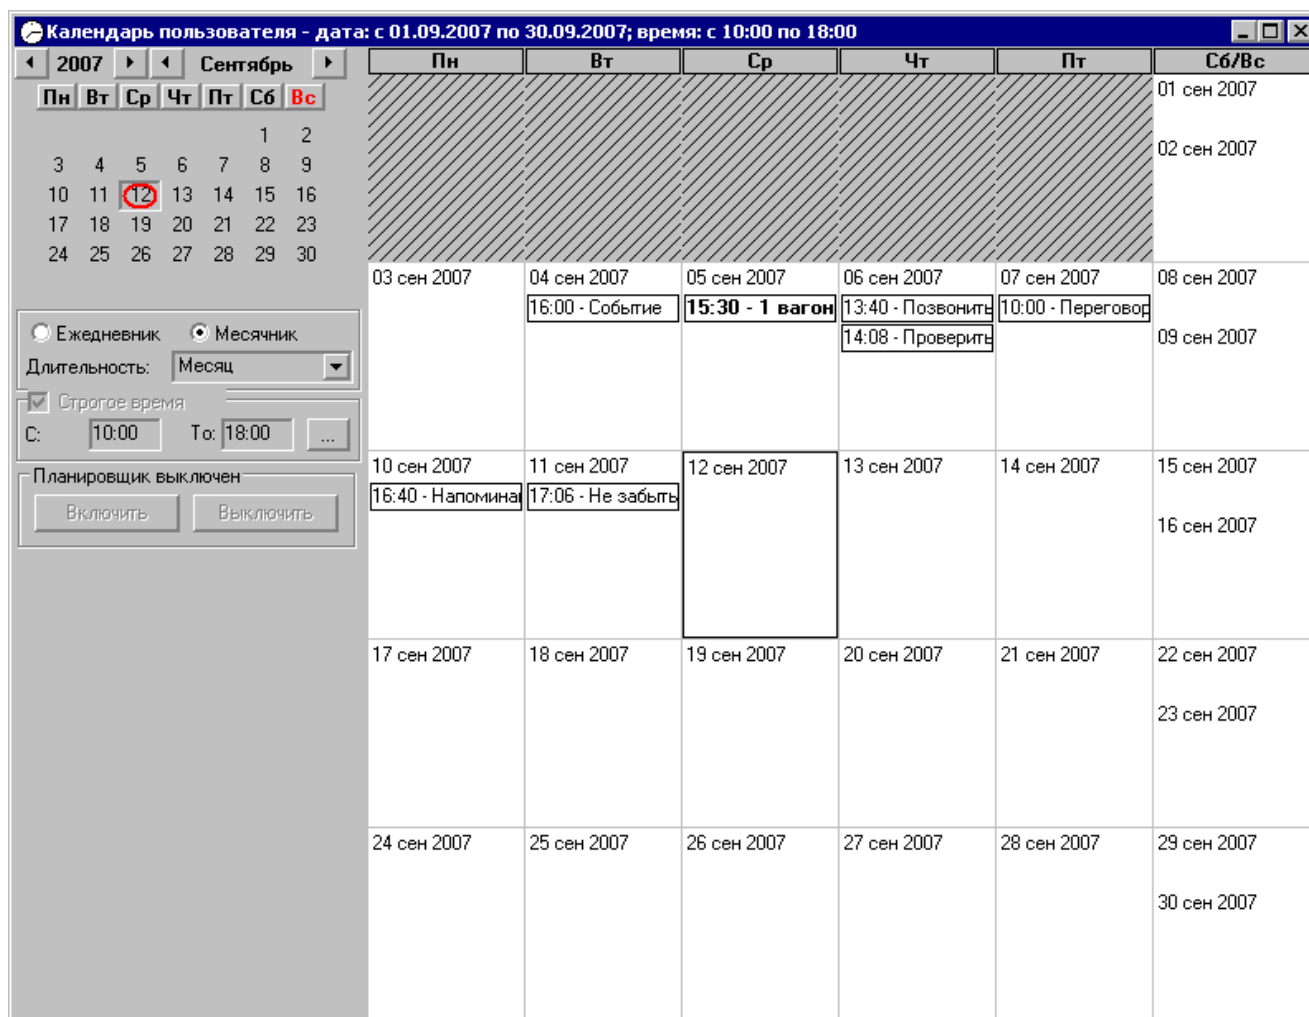 Календарь пользователя - дата: с 01.09.2007 по 30.09.2007; время: с 10:00 по 18:00
2007 Сентябрь
Пн Вт Ср Чт Пт Сб Вс
1 2
3 4 5 6 7 8 9
10 11 12 13 14 15 16
17 18 19 20 21 22 23
24 25 26 27 28 29 30
Ежедневник Месячник
Длительность: Месяц
Строгое время
С: 10:00 То: 18:00 ...
Планировщик выключен
Включить Выключить
Пн Вт Ср Чт Пт Сб/Вс
01 сен 2007
02 сен 2007
03 сен 2007 04 сен 2007 05 сен 2007 06 сен 2007 07 сен 2007 08 сен 2007
16:00 - Событие 15:30 - 1 вагон 13:40 - Позвонить 10:00 - Переговор
14:08 - Проверить 09 сен 2007
10 сен 2007 11 сен 2007 12 сен 2007 13 сен 2007 14 сен 2007 15 сен 2007
16:40 - Напомина 17:06 - Не забыть
16 сен 2007
17 сен 2007 18 сен 2007 19 сен 2007 20 сен 2007 21 сен 2007 22 сен 2007
23 сен 2007
24 сен 2007 25 сен 2007 26 сен 2007 27 сен 2007 28 сен 2007 29 сен 2007
30 сен 2007